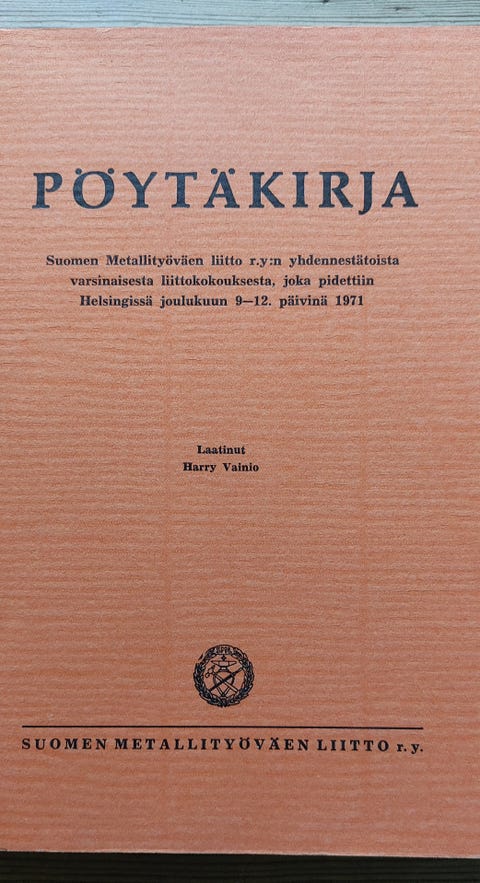 PÖYTÄKIRJA
Suomen Metallityöväen liitto r.y:n yhdennestätoista
varsinaisesta liittokokouksesta, joka pidettiin
Helsingissä joulukuun 9—12. päivinä 1971
Laatinut
Harry Vainio
SUOMEN METALLITYÖVÄEN LIITTO r. y.